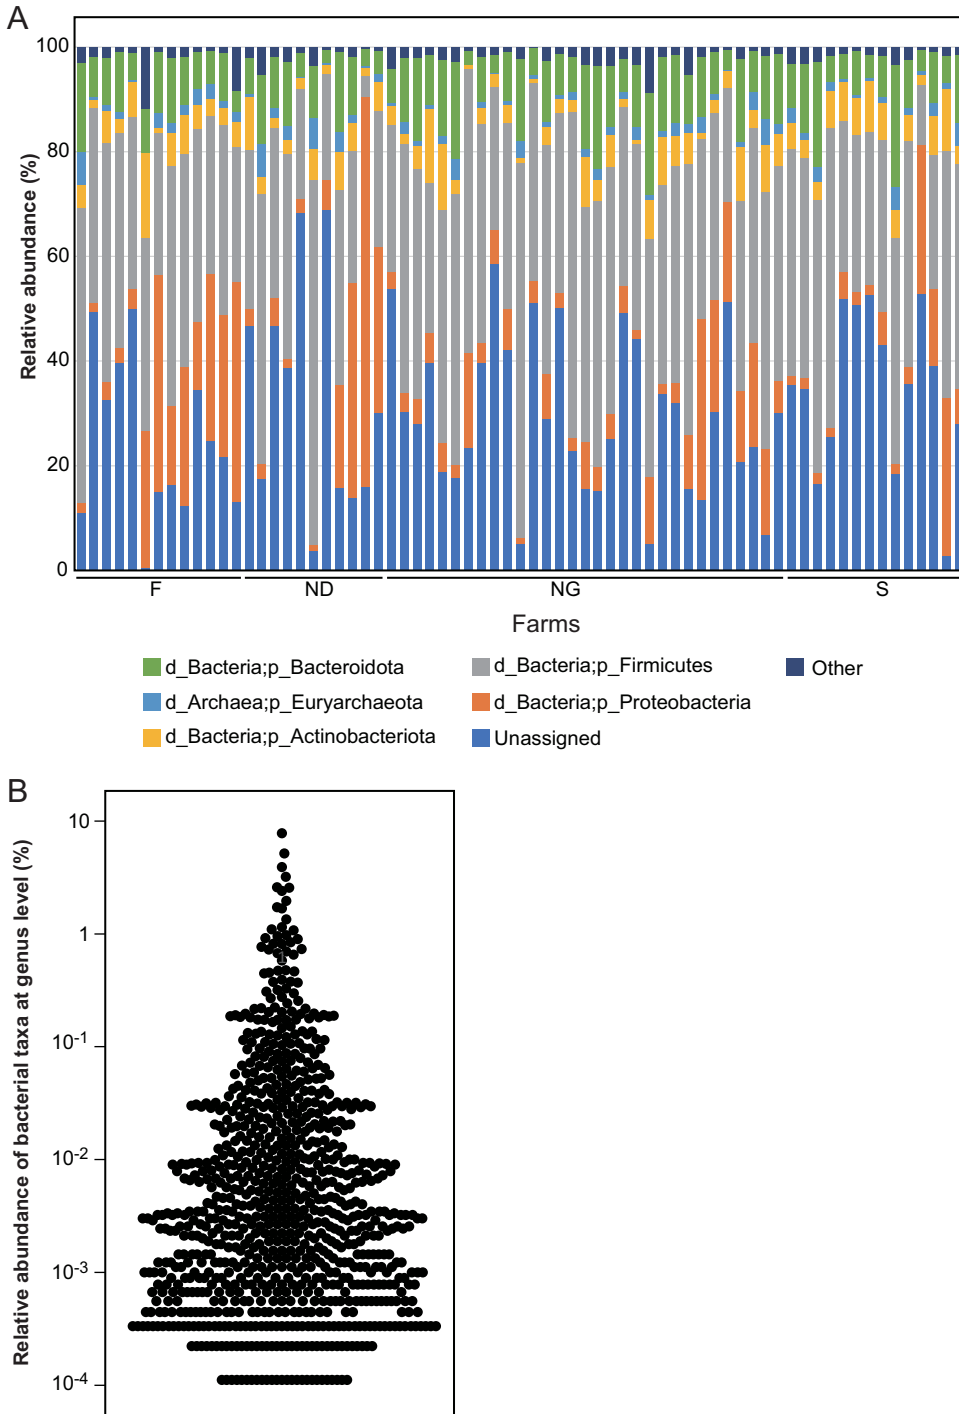 A
100
80
60
40
20
0
Relative abundance (%)
F ND NG S
Farms
d_Bacteria;p_Bacteroidota d_Bacteria;p_Firmicutes Other
d_Archaea;p_Euryarchaeota d_Bacteria;p_Proteobacteria
d_Bacteria;p_Actinobacteriota Unassigned
B
10
1
10-1
10-2
10-3
10-4
Relative abundance of bacterial taxa at genus level (%)